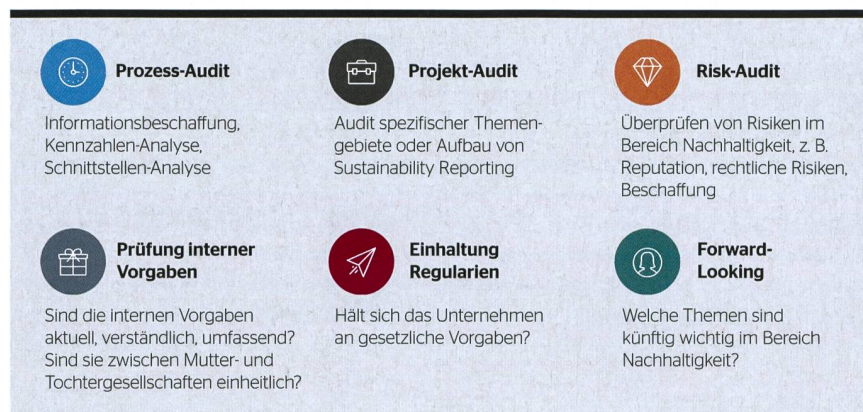 Prozess-Audit
Informationsbeschaffung,
Kennzahlen-Analyse,
Schnittstellen-Analyse
Projekt-Audit
Audit spezifischer Themen-
gebiete oder Aufbau von
Sustainability Reporting
Risk-Audit
Überprüfen von Risiken im
Bereich Nachhaltigkeit, z. B.
Reputation, rechtliche Risiken,
Beschaffung
Prüfung interner
Vorgaben
Sind die internen Vorgaben
aktuell, verständlich, umfassend?
Sind sie zwischen Mutter- und
Tochtergesellschaften einheitlich?
Einhaltung
Regularien
Hält sich das Unternehmen
an gesetzliche Vorgaben?
Forward-
Looking
Welche Themen sind
künftig wichtig im Bereich
Nachhaltigkeit?